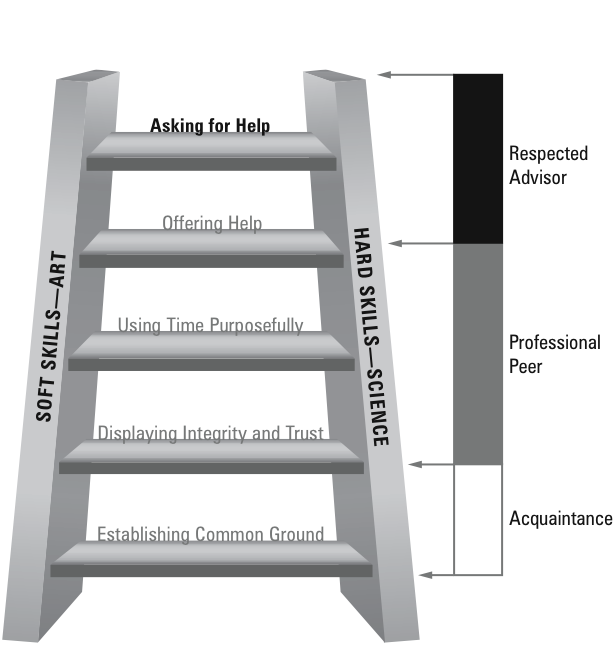 Asking for Help
Respected
Advisor
Offering Help
SOFT SKILLS—ART
HARD SKILLS—SCIENCE
Using Time Purposefully
Professional
Peer
Displaying Integrity and Trust
Establishing Common Ground
Acquaintance